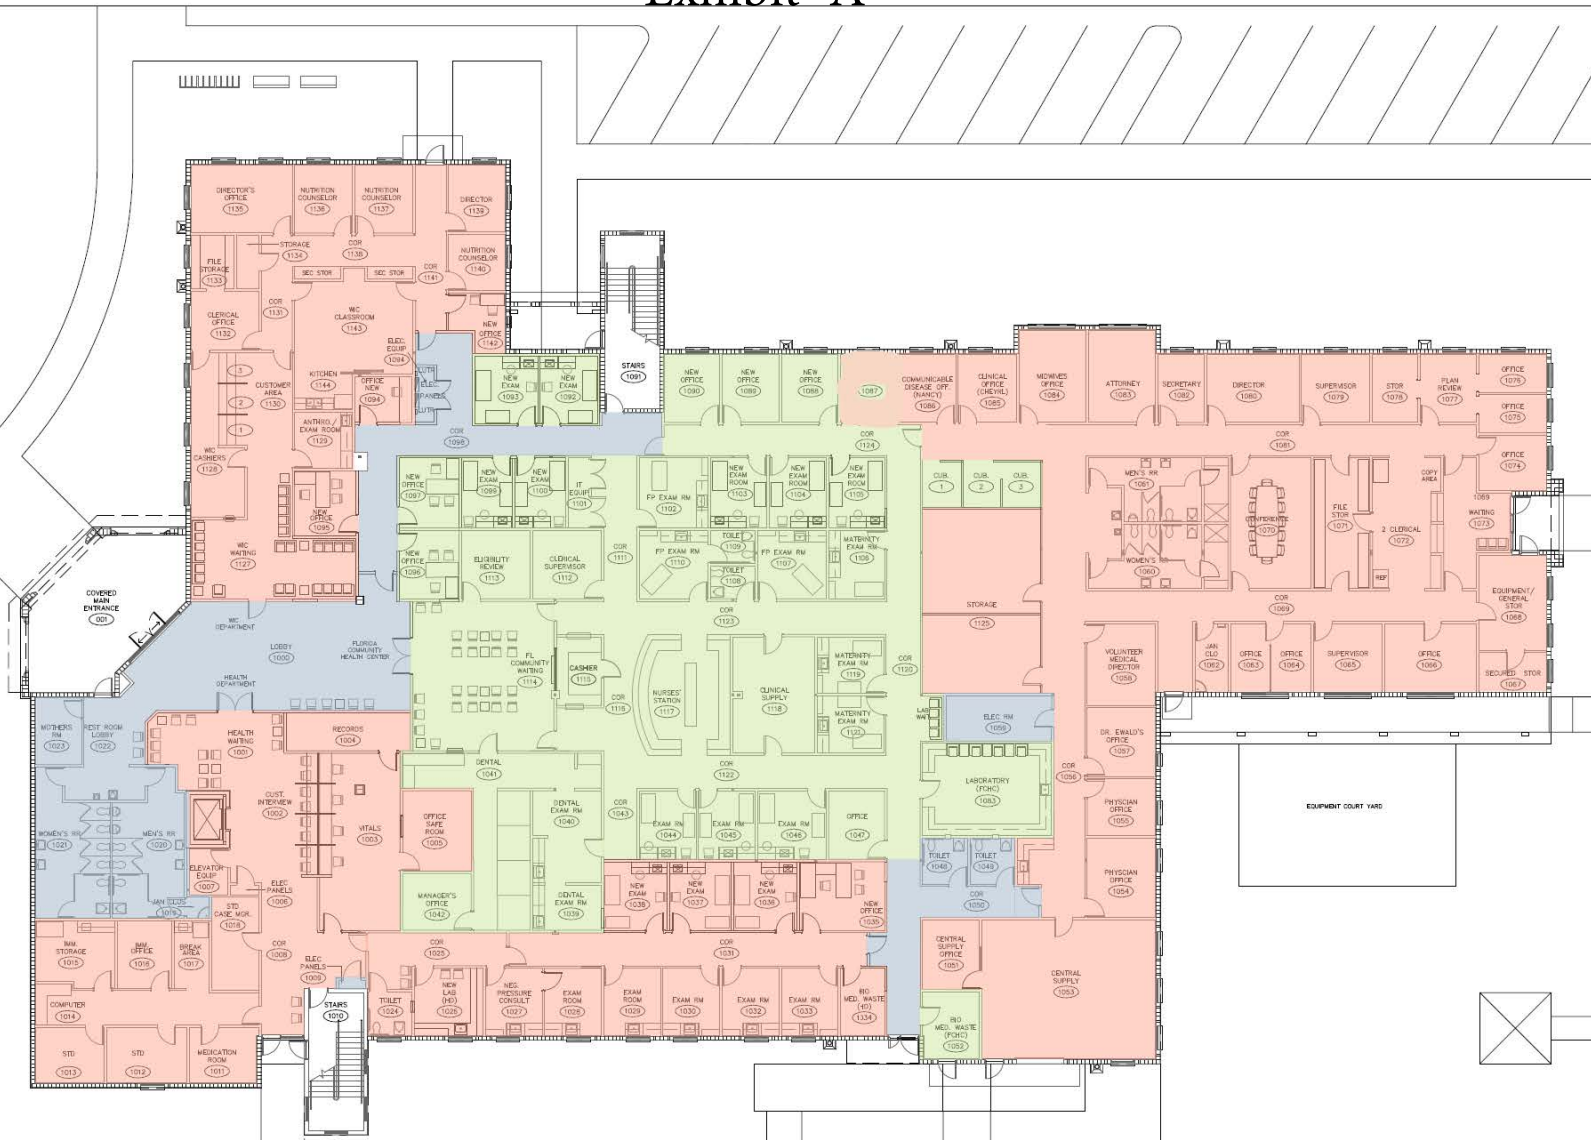 Exhibit "A"
DIRECTOR'S
OFFICE
1135
NUTRITION
COUNSELOR
1136
NUTRITION
COUNSELOR
1137
DIRECTOR
1139
STORAGE
1134
COR
1138
FILE
STORAGE
1133
SEC STOR
SEC STOR
COR
1141
NUTRITION
COUNSELOR
1140
CLERICAL
OFFICE
1132
COR
1131
WIC
CLASSROOM
1143
NEW
OFFICE
1142
ELEC
EQUIP
1094
KITCHEN
1144
OFFICE
NEW
1094
ELEC
PANELS
3
2
1
CUSTOMER
AREA
1130
ANTHRO./
EXAM ROOM
1129
WIC
CASHIERS
1128
NEW
OFFICE
1095
WIC
WAITING
1127
NEW
EXAM
1093
NEW
EXAM
1092
STAIRS
1091
COR
1098
NEW
OFFICE
1090
NEW
OFFICE
1089
NEW
OFFICE
1088
1087
COMMUNICABLE
DISEASE OFF.
(NANCY)
1086
CLINICAL
OFFICE
(CHEYHL)
1085
MIDWIVES
OFFICE
1084
ATTORNEY
1083
SECRETARY
1082
DIRECTOR
1080
SUPERVISOR
1079
STOR
1078
PLAN
REVIEW
1077
OFFICE
1076
OFFICE
1075
OFFICE
1074
COR
1124
COR
1081
NEW
OFFICE
1097
NEW
EXAM
1099
NEW
EXAM
1100
IT
EQUIP
1101
FP EXAM RM
1102
NEW
EXAM
ROOM
1103
NEW
EXAM
ROOM
1104
NEW
EXAM
ROOM
1105
CUB.
1
CUB.
2
CUB.
3
MEN'S RR
1061
WOMEN'S RR
1060
CONFERENCE
1070
FILE
STOR
1071
2 CLERICAL
1072
COPY
AREA
REF
1069
WAITING
1073
NEW
OFFICE
1096
ELIGIBILITY
REVIEW
1113
CLERICAL
SUPERVISOR
1112
COR
1111
FP EXAM RM
1110
TOILET
1109
TOILET
1108
FP EXAM RM
1107
MATERNITY
EXAM RM
1106
STORAGE
1125
COR
1069
EQUIPMENT/
GENERAL
STOR
1068
COVERED
MAIN
ENTRANCE
001
WIC
DEPARTMENT
LOBBY
1000
FLORIDA
COMMUNITY
HEALTH CENTER
HEALTH
DEPARTMENT
FL
COMMUNITY
WAITING
1114
CASHIER
1115
COR
1116
COR
1123
NURSES'
STATION
1117
CLINICAL
SUPPLY
1118
MATERNITY
EXAM RM
1119
MATERNITY
EXAM RM
1121
COR
1120
VOLUNTEER
MEDICAL
DIRECTOR
1058
JAN
CLO
1062
OFFICE
1063
OFFICE
1064
SUPERVISOR
1065
OFFICE
1066
SECURED STOR
1067
MOTHERS
RM
1023
REST ROOM
LOBBY
1022
HEALTH
WAITING
1001
RECORDS
1004
LAB
WAIT
ELEC RM
1059
DR. EWALD'S
OFFICE
1057
DENTAL
1041
COR
1122
COR
1056
CUST.
INTERVIEW
1002
VITALS
1003
OFFICE
SAFE
ROOM
1005
DENTAL
EXAM RM
1040
COR
1043
EXAM RM
1044
EXAM RM
1045
EXAM RM
1046
OFFICE
1047
LABORATORY
(FCHC)
1083
PHYSCIAN
OFFICE
1055
EQUIPMENT COURT YARD
WOMEN'S RR
1021
MEN'S RR
1020
ELEVATOR
EQUIP
1007
ELEC
PANELS
1006
JAN CLOS
1019
STD
CASE MGR.
1018
MANAGER'S
OFFICE
1042
DENTAL
EXAM RM
1039
NEW
EXAM
1038
NEW
EXAM
1037
NEW
EXAM
1036
NEW
OFFICE
1035
TOILET
1048
TOILET
1049
COR
1050
PHYSCIAN
OFFICE
1054
IMM.
STORAGE
1015
IMM.
OFFICE
1016
BREAK
AREA
1017
COR
1008
ELEC
PANELS
1009
COR
1025
COR
1031
CENTRAL
SUPPLY
OFFICE
1051
CENTRAL
SUPPLY
1053
COMPUTER
1014
STAIRS
1010
TOILET
1024
NEW
LAB
(HD)
1026
NEG.
PRESSURE
CONSULT
1027
EXAM
ROOM
1028
EXAM
ROOM
1029
EXAM RM
1030
EXAM RM
1032
EXAM RM
1033
BIO
MED. WASTE
(HD)
1034
BIO
MED. WASTE
(FCHC)
1052
STD
1013
STD
1012
MEDICATION
ROOM
1011